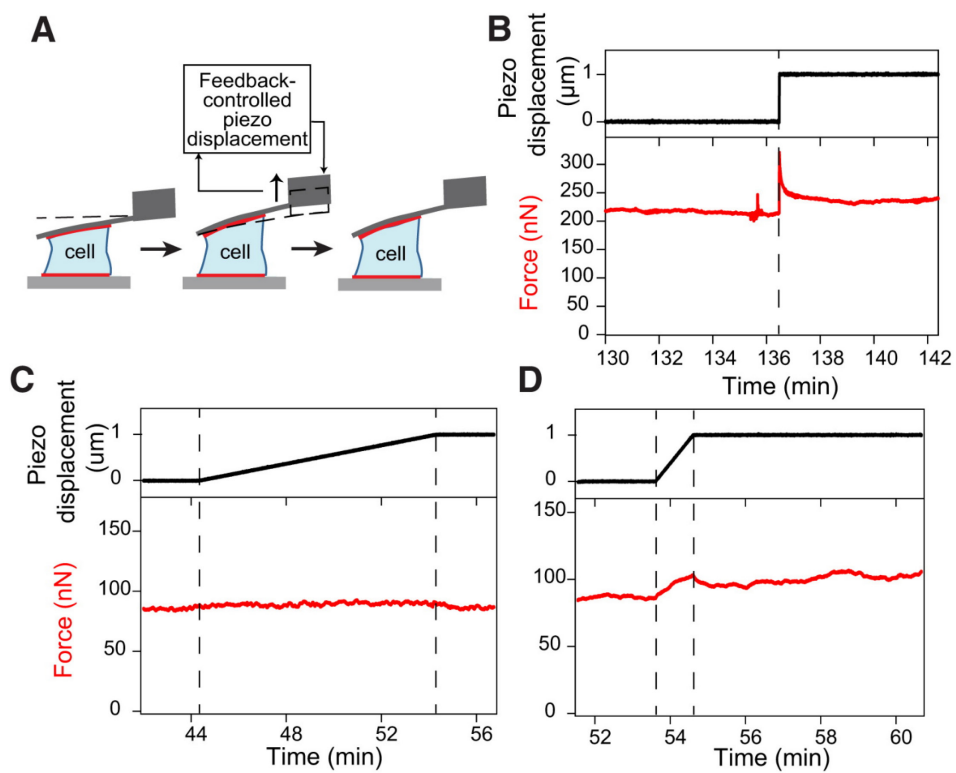 A
Feedback-
controlled
piezo
displacement
cell
cell
cell
B
Piezo
displacement
(µm)
1
0
Force (nN)
300
250
200
150
100
50
0
130
132
134
136
138
140
142
Time (min)
C
Piezo
displacement
(um)
1
0
Force (nN)
150
100
50
0
44
48
52
56
Time (min)
D
1
0
150
100
50
0
52
54
56
58
60
Time (min)